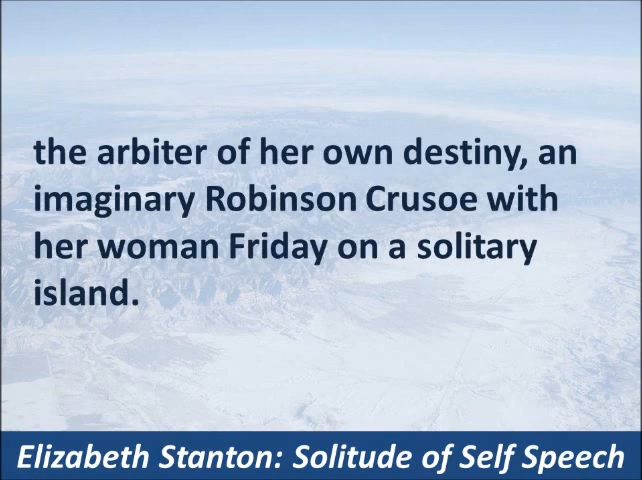 the arbiter of her own destiny, an
imaginary Robinson Crusoe with
her woman Friday on a solitary
island.
Elizabeth Stanton: Solitude of Self Speech